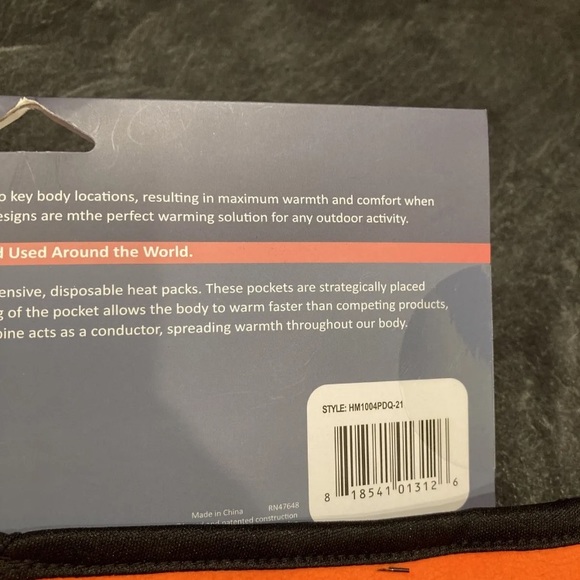 key body locations, resulting in maximum warmth and comfort when
esigns are mthe perfect warming solution for any outdoor activity.
Used Around the World.
ensive, disposable heat packs. These pockets are strategically placed
of the pocket allows the body to warm faster than competing products,
acts as a conductor, spreading warmth throughout our body.
STYLE: HM1004PDQ-21
8 18541 01312 6
Made in China RN47648
patented construction